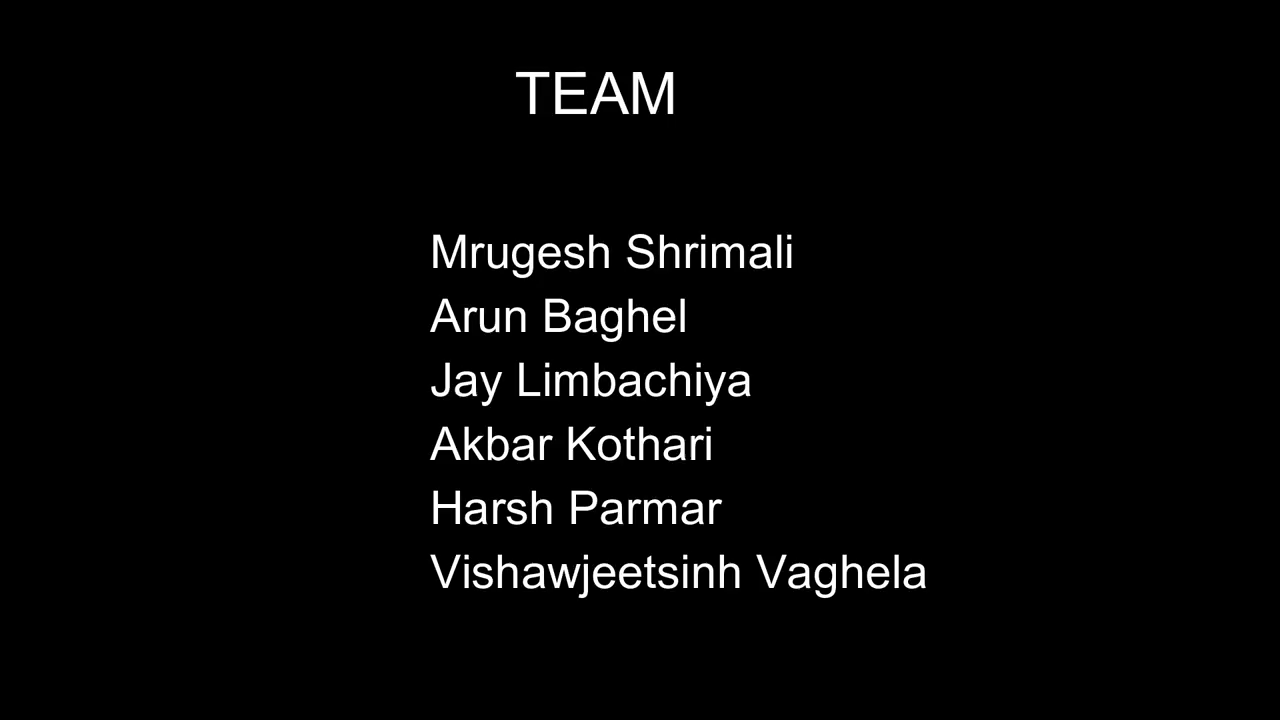 TEAM
Mrugesh Shrimali
Arun Baghel
Jay Limbachiya
Akbar Kothari
Harsh Parmar
Vishawjeetsinh Vaghela